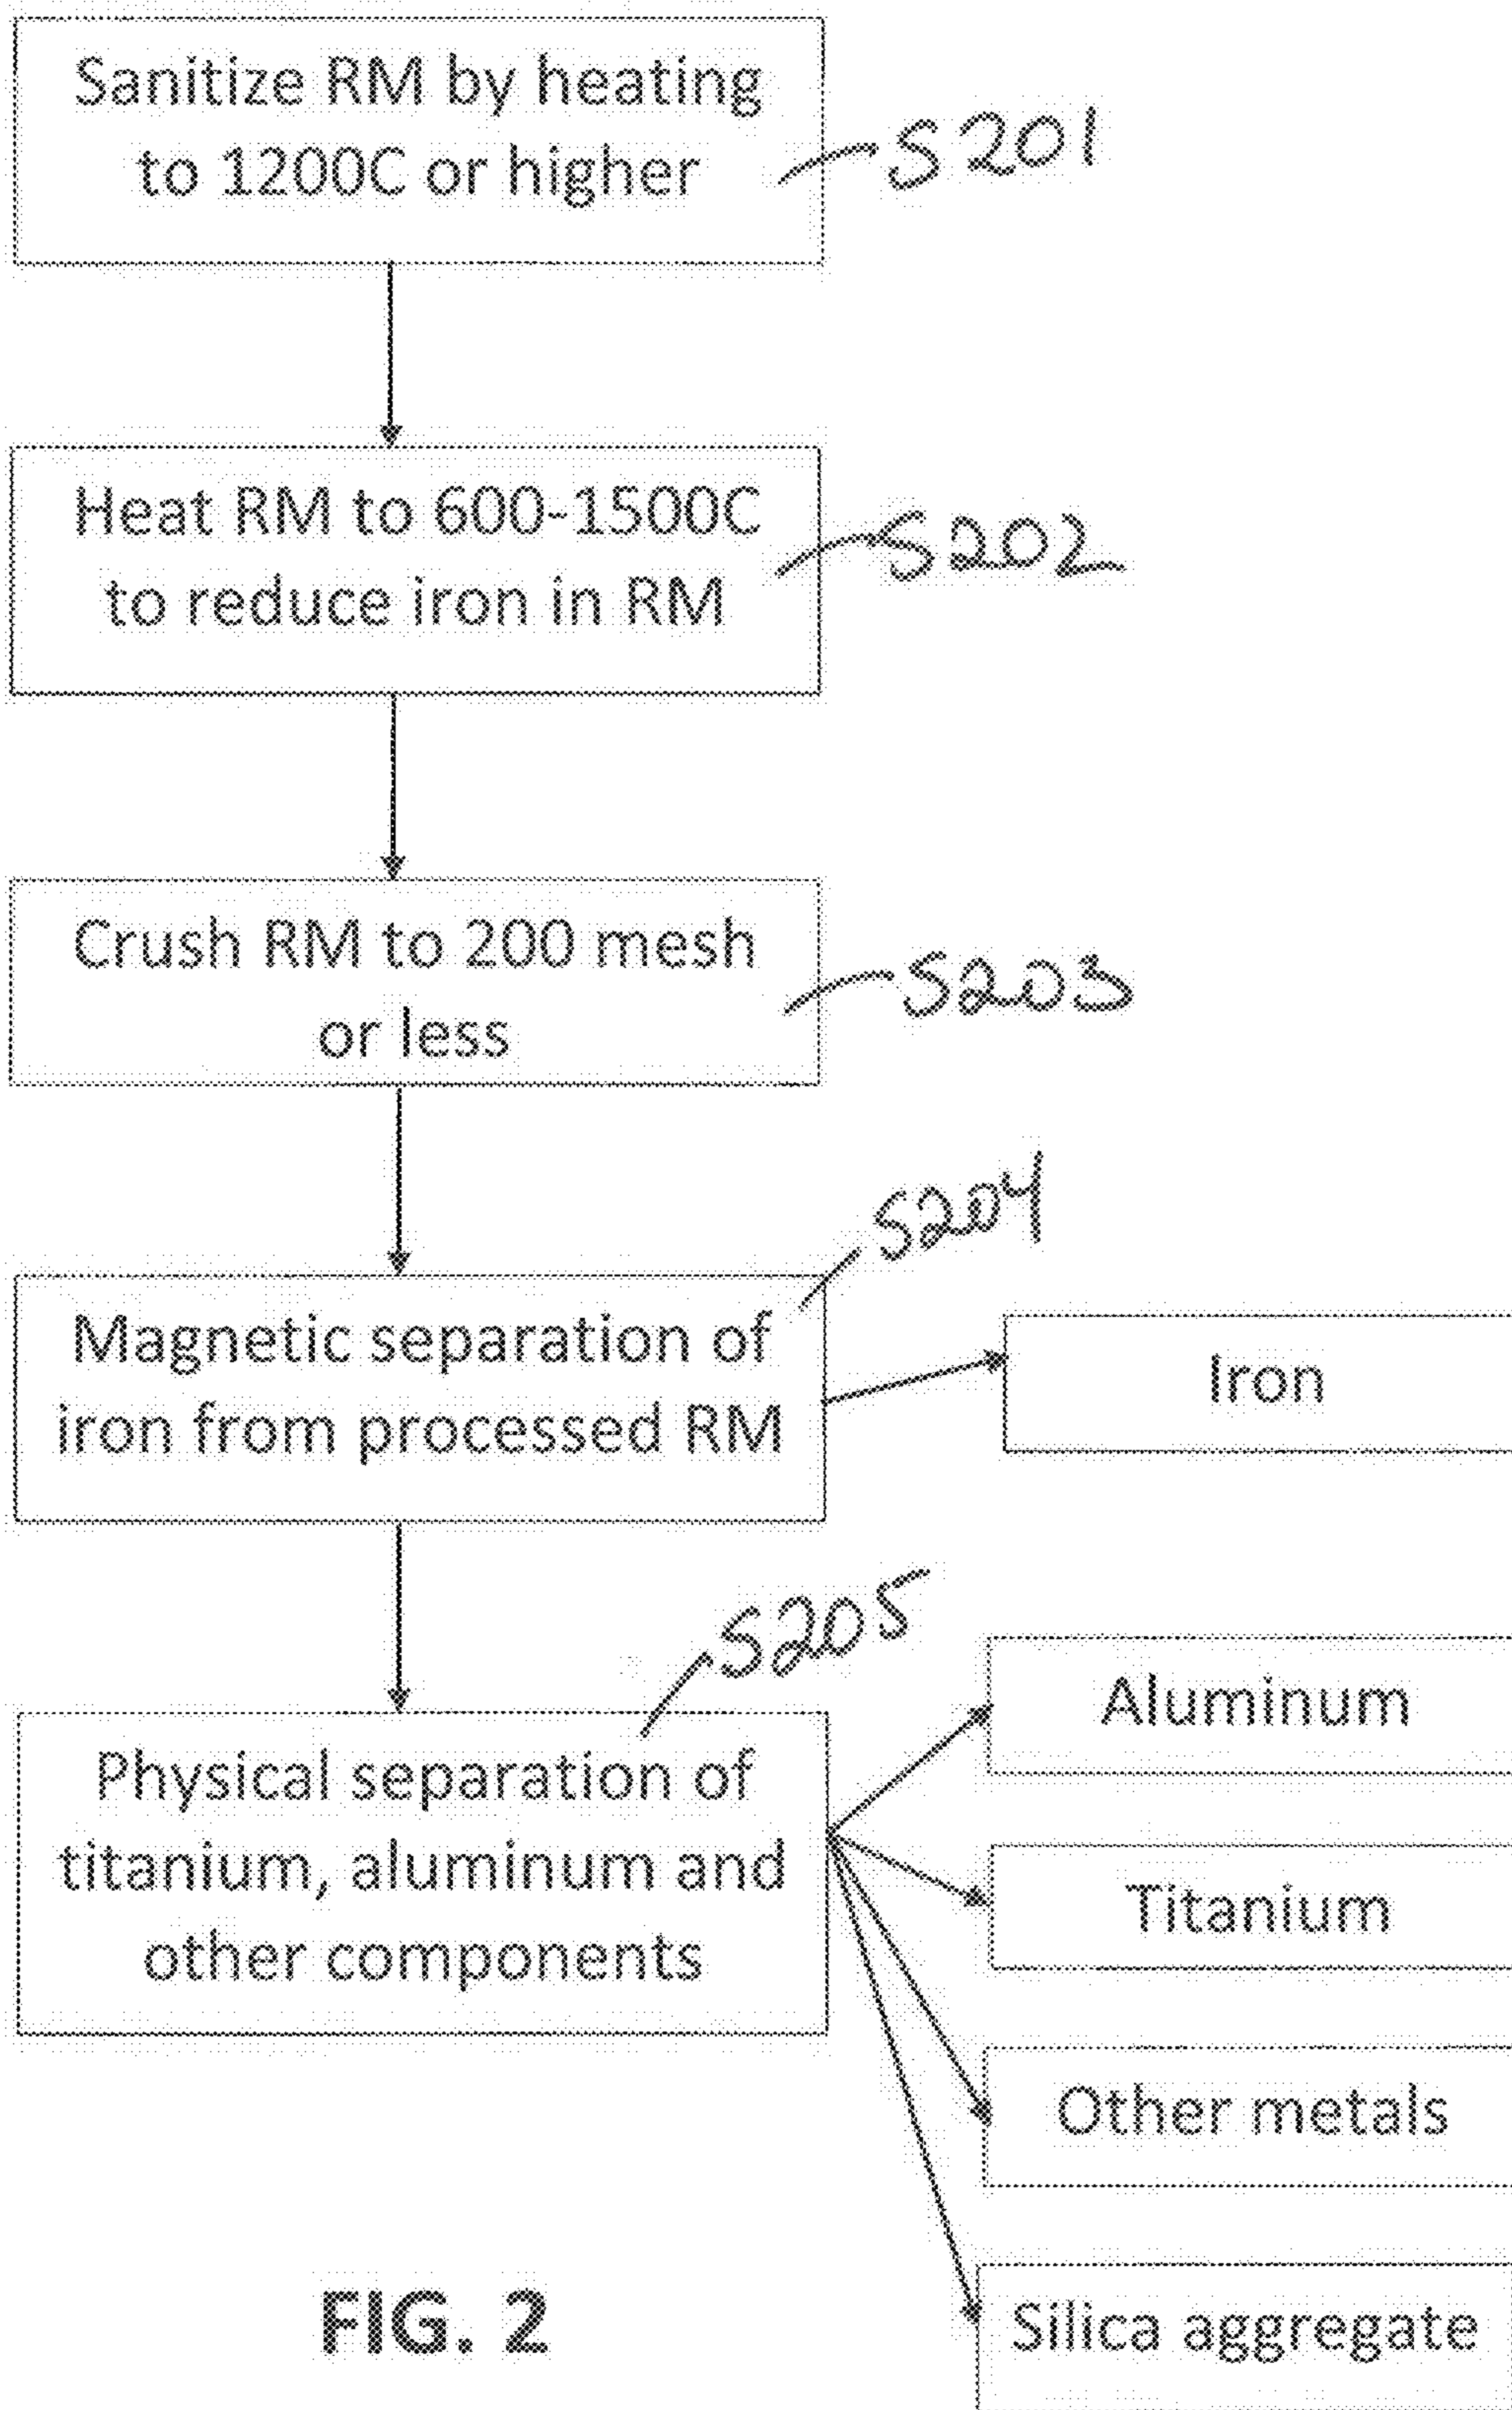 Sanitize RM by heating
to 1200C or higher
S201
Heat RM to 600-1500C
to reduce iron in RM
S202
Crush RM to 200 mesh
or less
S203
S204
Magnetic separation of
iron from processed RM
Iron
S205
Physical separation of
titanium, aluminum and
other components
Aluminum
Titanium
Other metals
Silica aggregate
FIG. 2